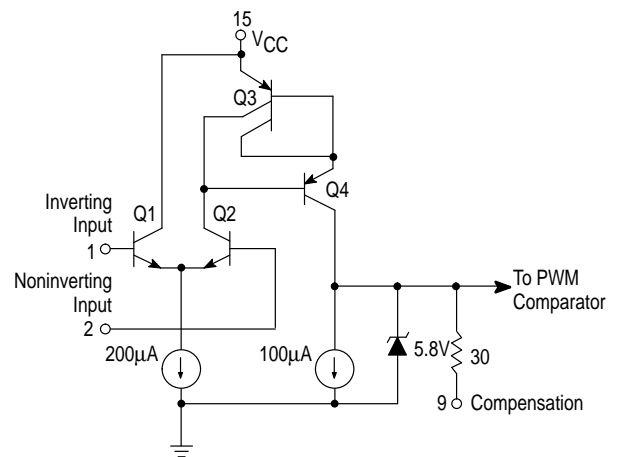 15
VCC
Q3
Q4
Inverting
Input
Q1
Q2
1
Noninverting
Input
2
To PWM
Comparator
200µA
100µA
5.8V
30
9
Compensation